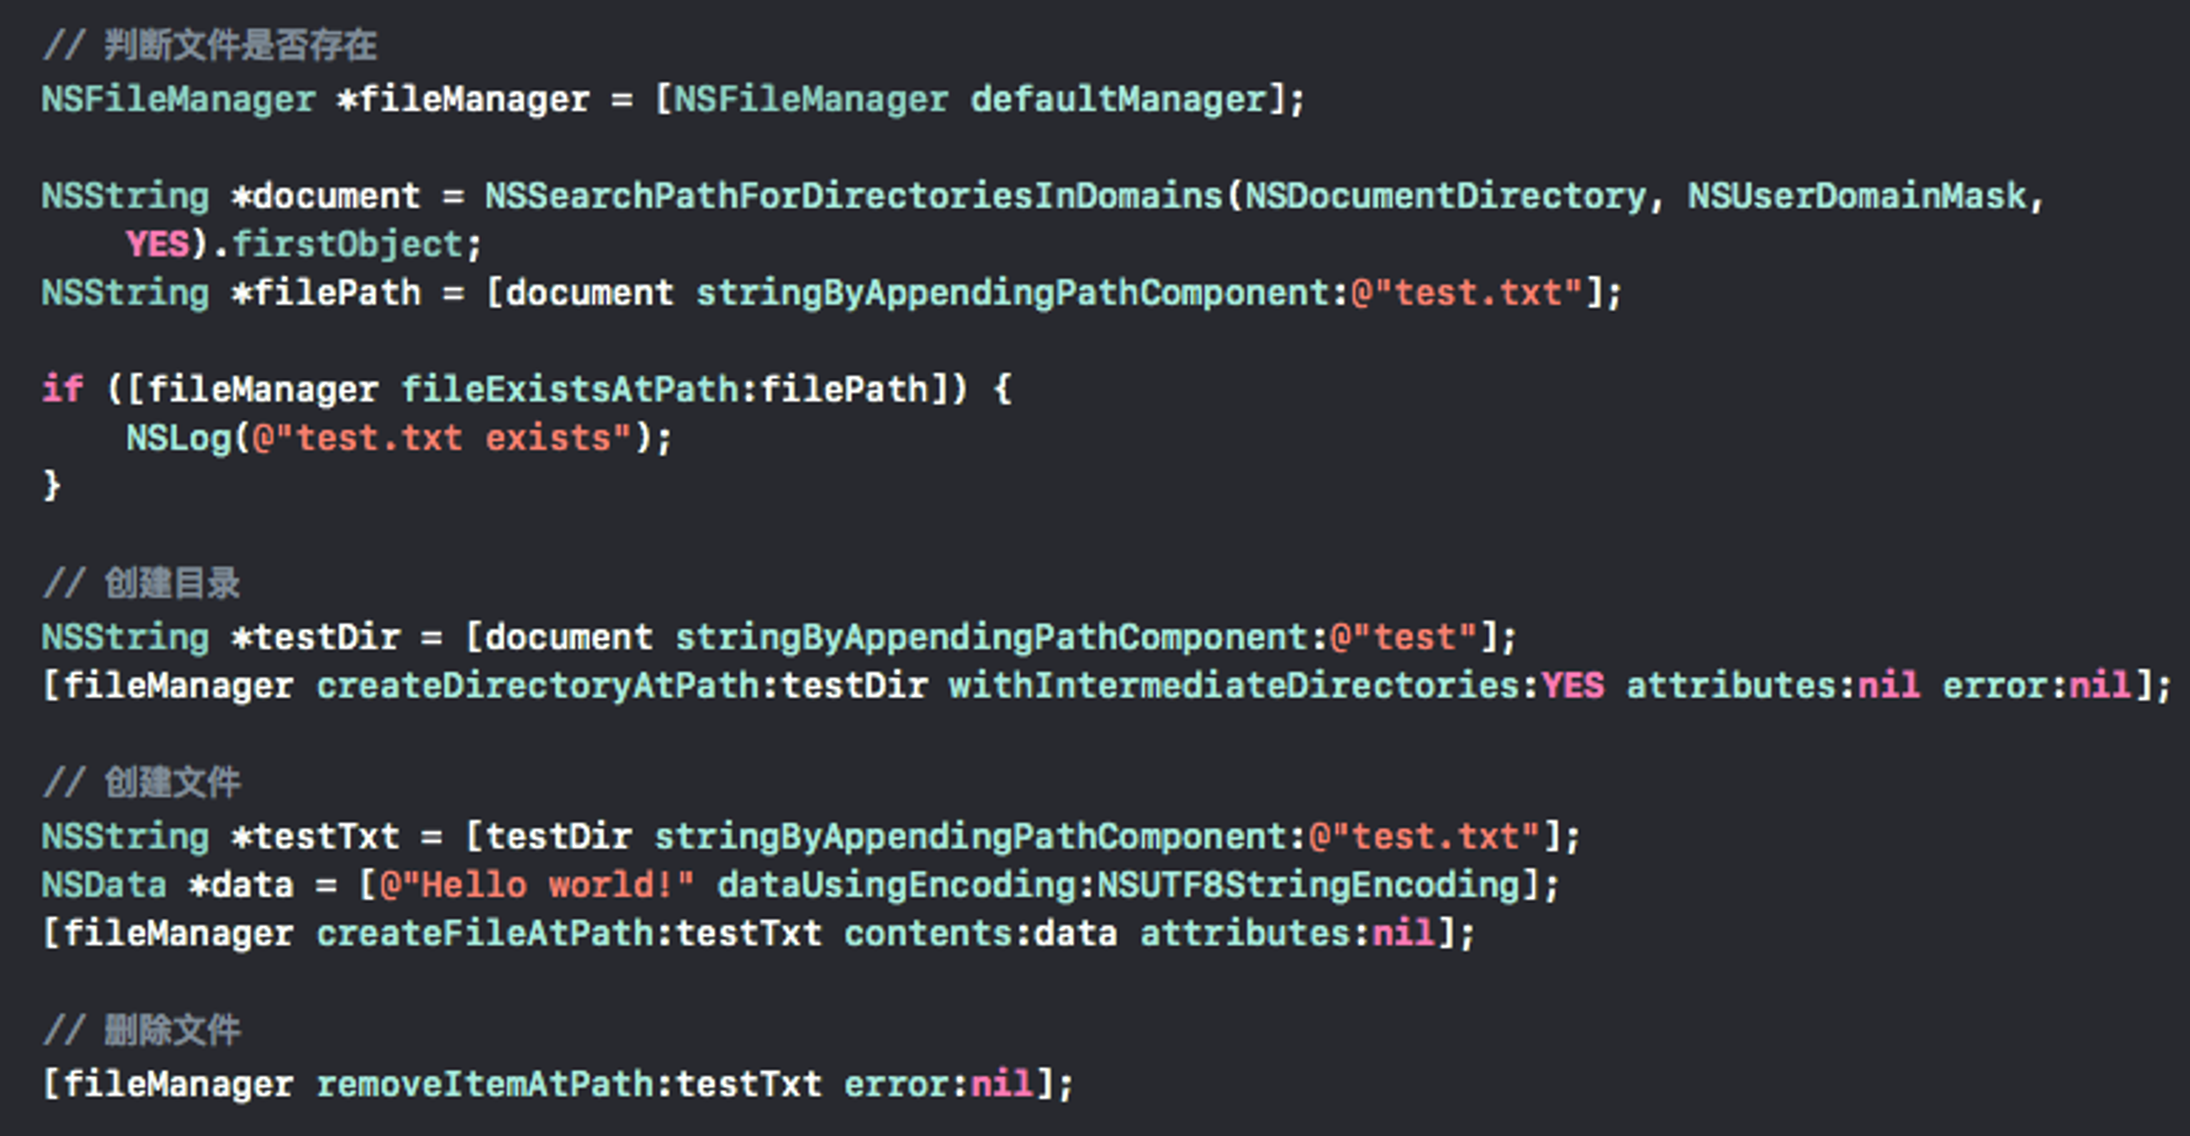 // 判断文件是否存在
NSFileManager *fileManager = [NSFileManager defaultManager];
NSString *document = NSSearchPathForDirectoriesInDomains(NSDocumentDirectory, NSUserDomainMask,
YES).firstObject;
NSString *filePath = [document stringByAppendingPathComponent:@"test.txt"];
if ([fileManager fileExistsAtPath:filePath]) {
NSLog(@"test.txt exists");
}
// 创建目录
NSString *testDir = [document stringByAppendingPathComponent:@"test"];
[fileManager createDirectoryAtPath:testDir withIntermediateDirectories:YES attributes:nil error:nil];
// 创建文件
NSString *testTxt = [testDir stringByAppendingPathComponent:@"test.txt"];
NSData *data = [@"Hello world!" dataUsingEncoding:NSUTF8StringEncoding];
[fileManager createFileAtPath:testTxt contents:data attributes:nil];
// 删除文件
[fileManager removeItemAtPath:testTxt error:nil];